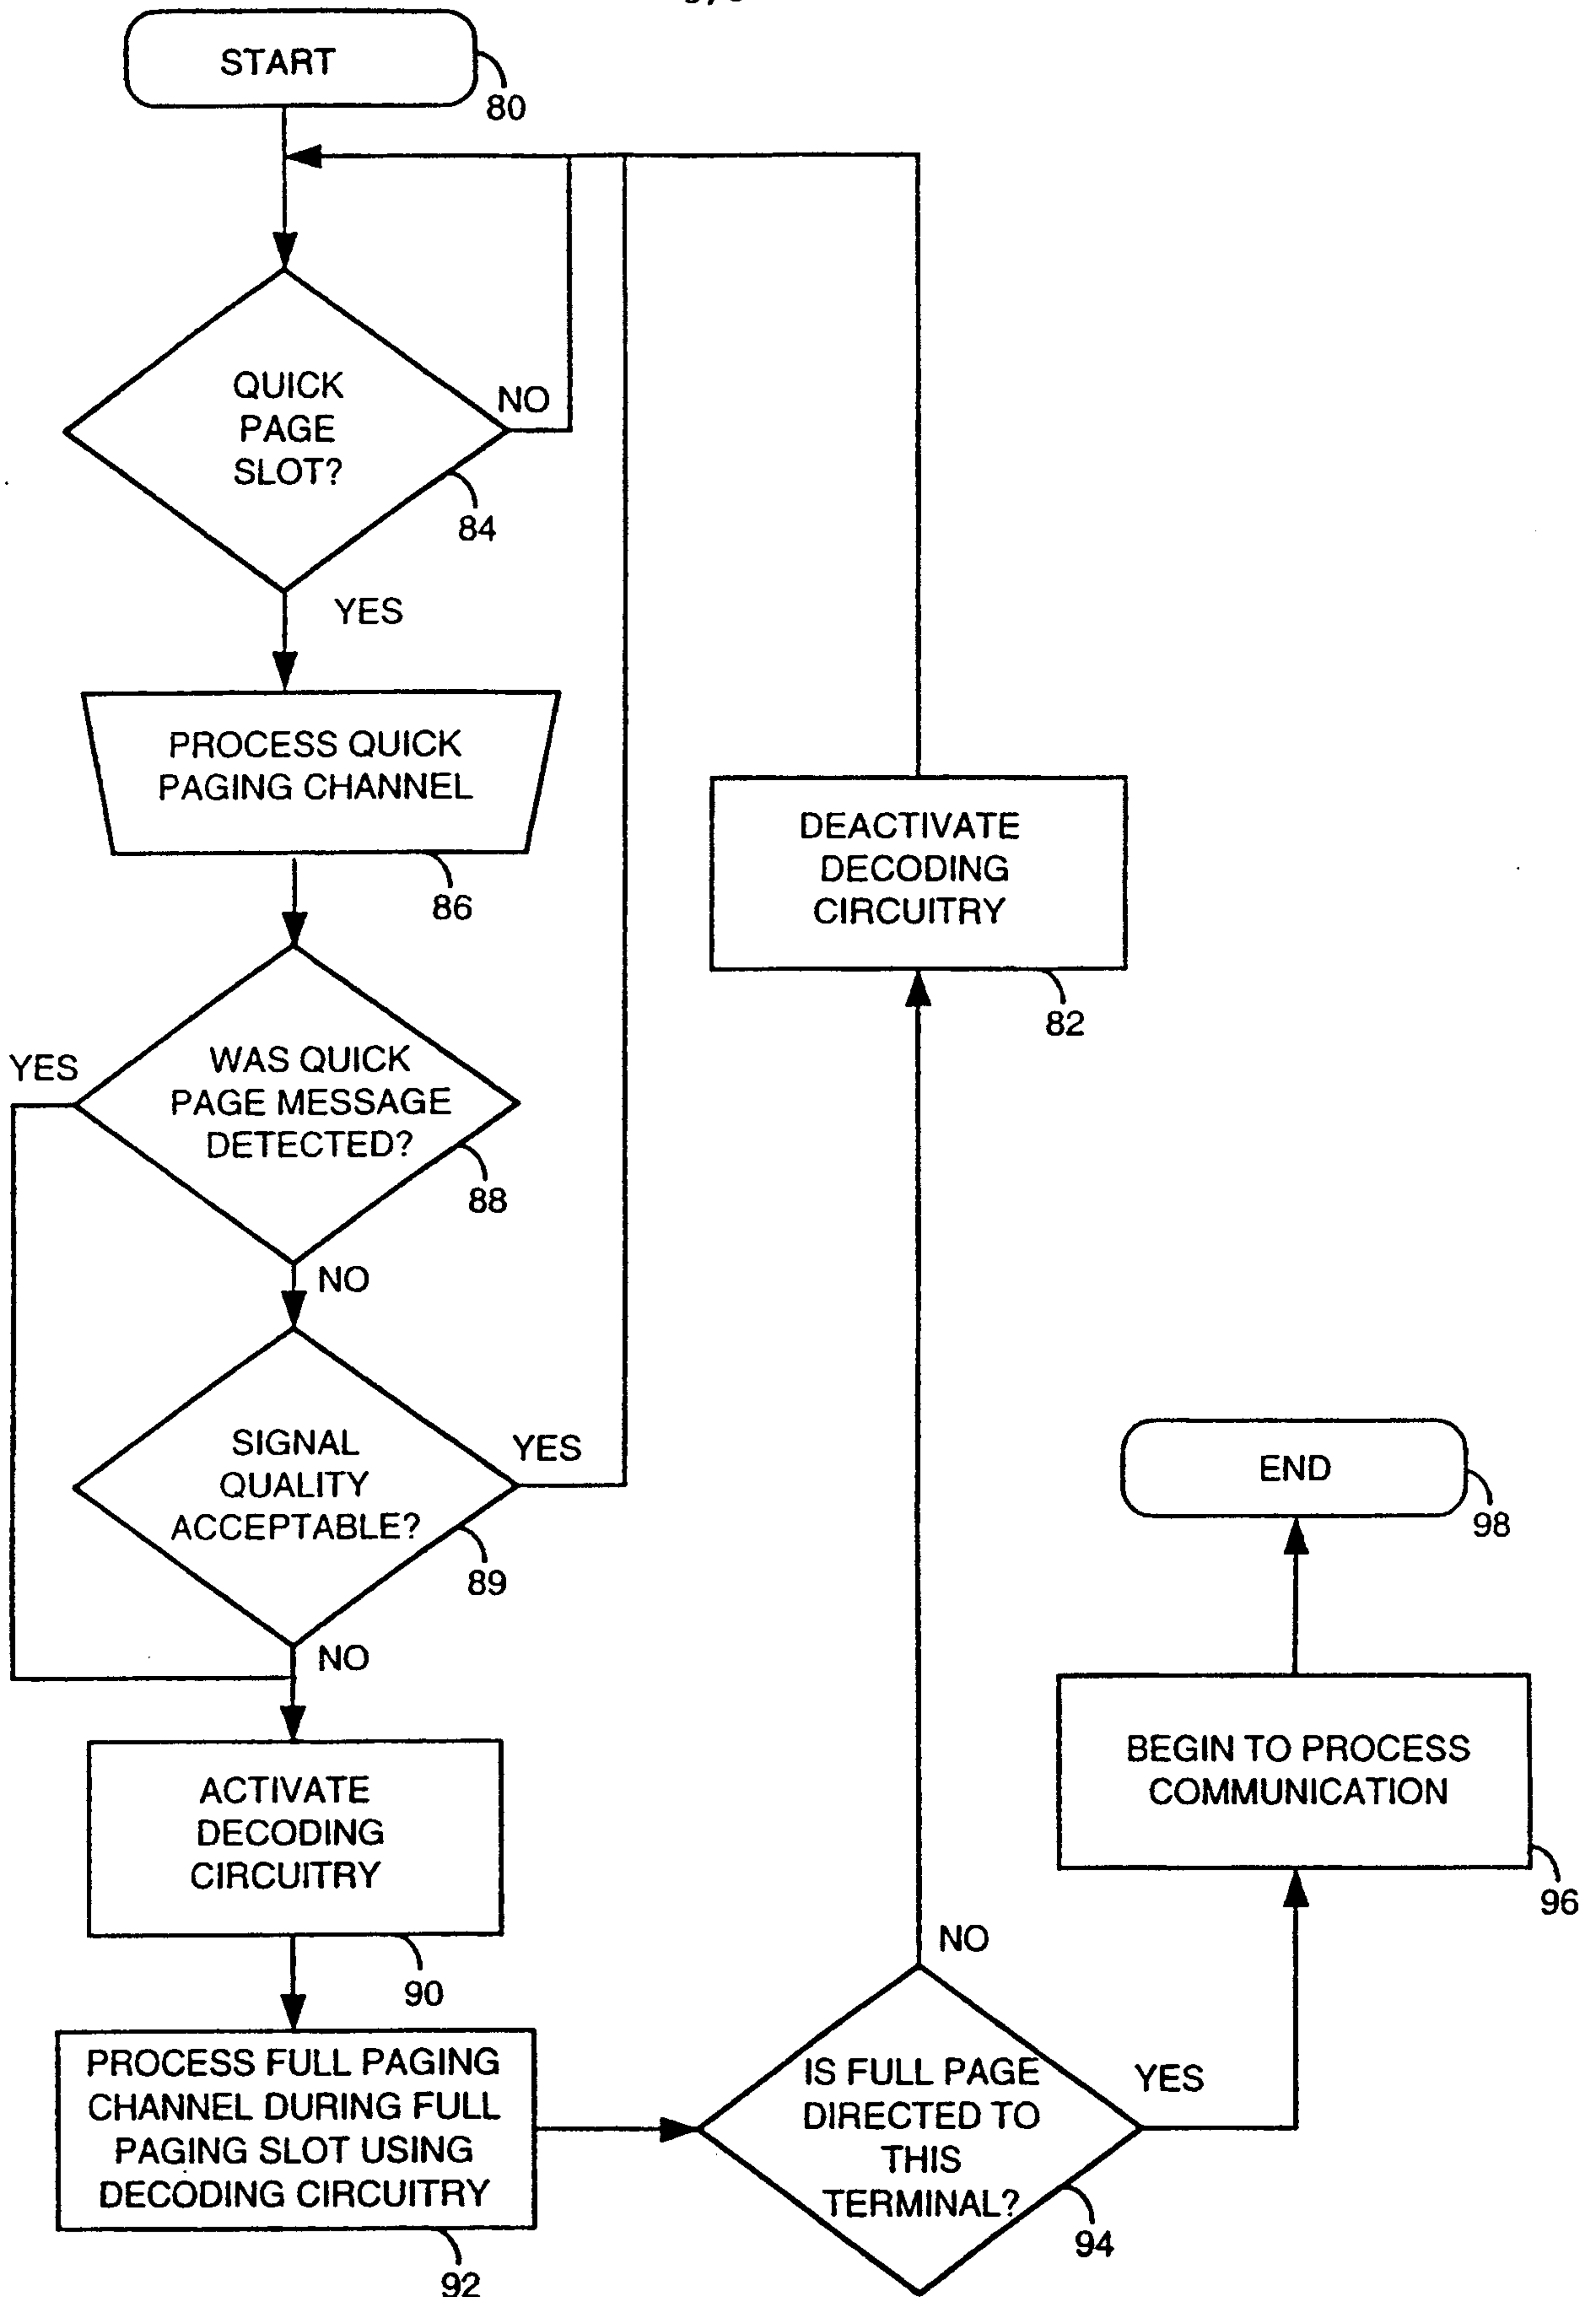 START
80
QUICK
PAGE
SLOT?
NO
84
YES
PROCESS QUICK
PAGING CHANNEL
86
WAS QUICK
PAGE MESSAGE
DETECTED?
YES
88
NO
SIGNAL
QUALITY
ACCEPTABLE?
YES
89
NO
ACTIVATE
DECODING
CIRCUITRY
90
PROCESS FULL PAGING
CHANNEL DURING FULL
PAGING SLOT USING
DECODING CIRCUITRY
92
IS FULL PAGE
DIRECTED TO
THIS
TERMINAL?
94
NO
YES
DEACTIVATE
DECODING
CIRCUITRY
82
BEGIN TO PROCESS
COMMUNICATION
96
END
98